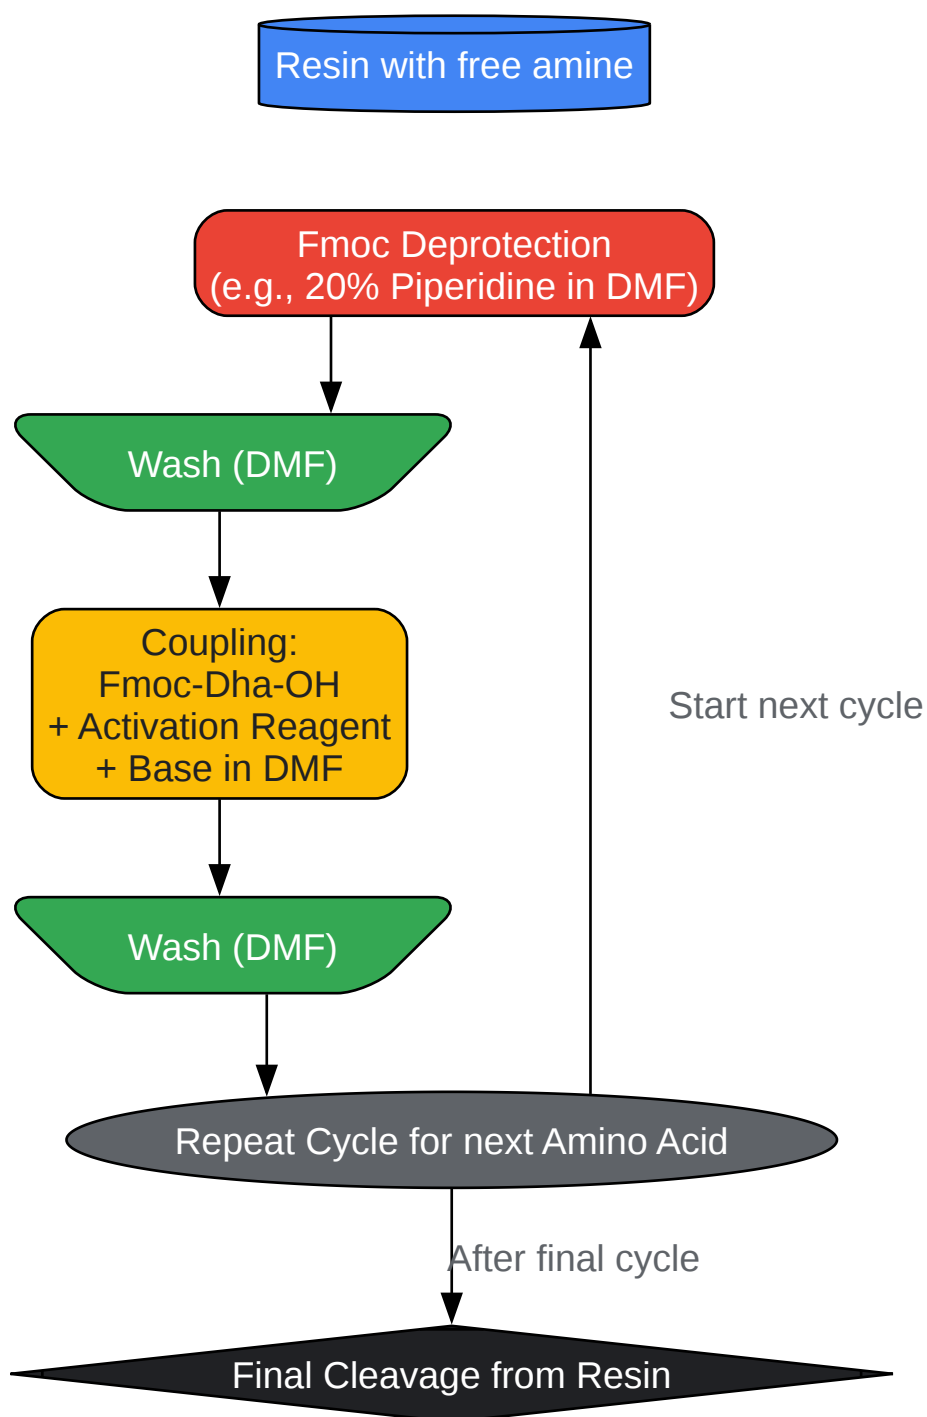 Resin with free amine
Fmoc Deprotection
(e.g., 20% Piperidine in DMF)
Wash (DMF)
Coupling:
Fmoc-Dha-OH
+ Activation Reagent
+ Base in DMF
Start next cycle
Wash (DMF)
Repeat Cycle for next Amino Acid
After final cycle
Final Cleavage from Resin